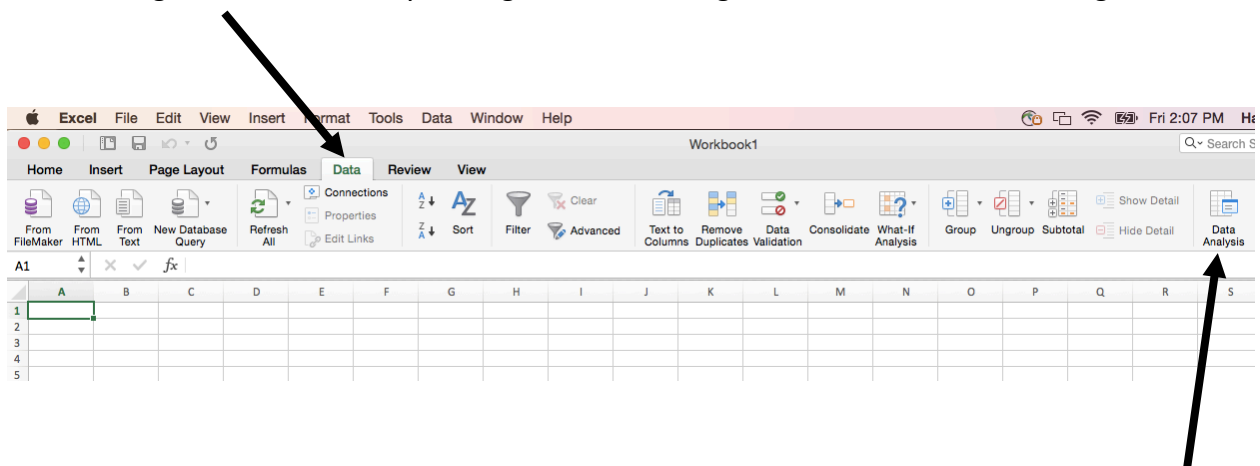 Excel File Edit View Insert Format Tools Data Window Help Fri 2:07 PM
Workbook1
Home Insert Page Layout Formulas Data Review View
From FileMaker
From HTML
From Text
New Database Query
Refresh All
Connections
Properties
Edit Links
Sort
Filter
Clear
Advanced
Text to Columns
Remove Duplicates
Data Validation
Consolidate
What-If Analysis
Group
Ungroup
Subtotal
Show Detail
Hide Detail
Data Analysis
A1 fx
A B C D E F G H I J K L M N O P Q R S
1
2
3
4
5